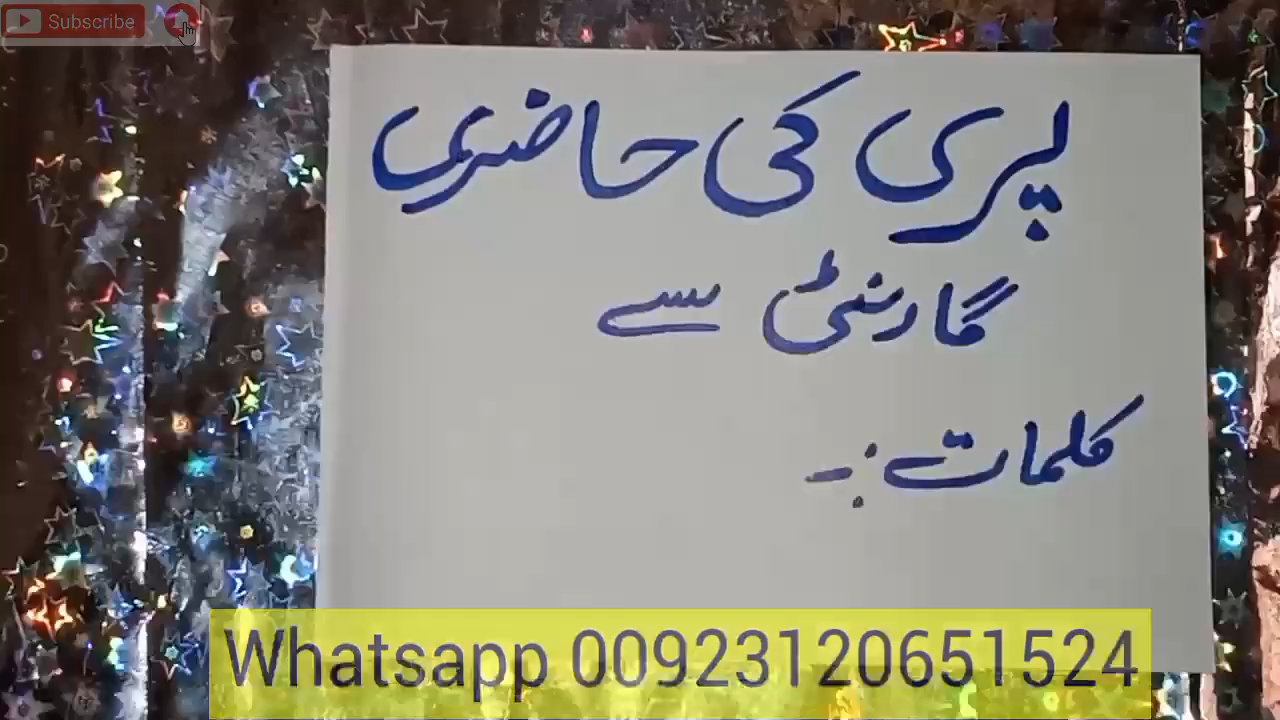 Subscribe
پری کی حاضری
گارنٹی سے
کلمات :-
Whatsapp 00923120651524